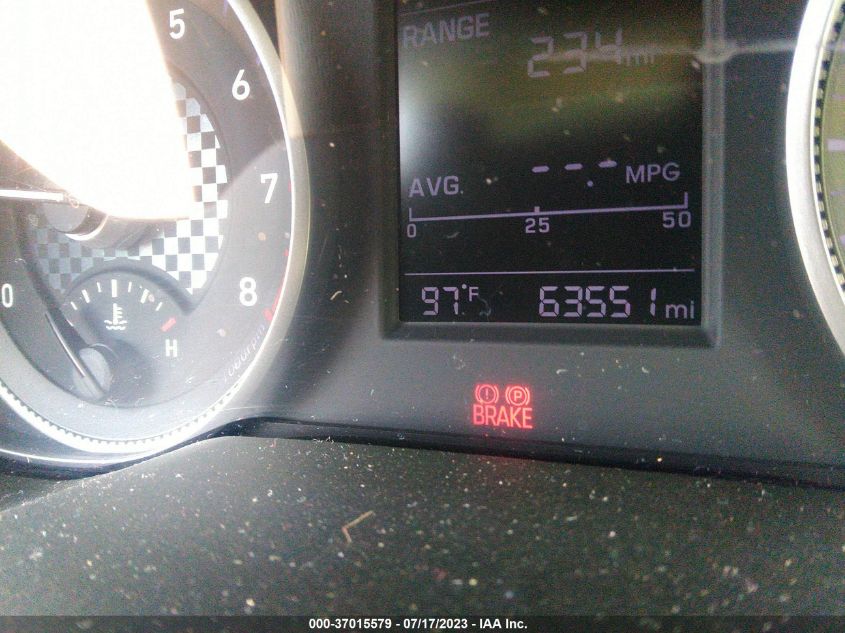 5
6
7
8
0
H
000rpm
RANGE
234 mi
AVG. - - . - MPG
0 25 50
97°F 63551 mi
(!) (P)
BRAKE
000-37015579 - 07/17/2023 - IAA Inc.